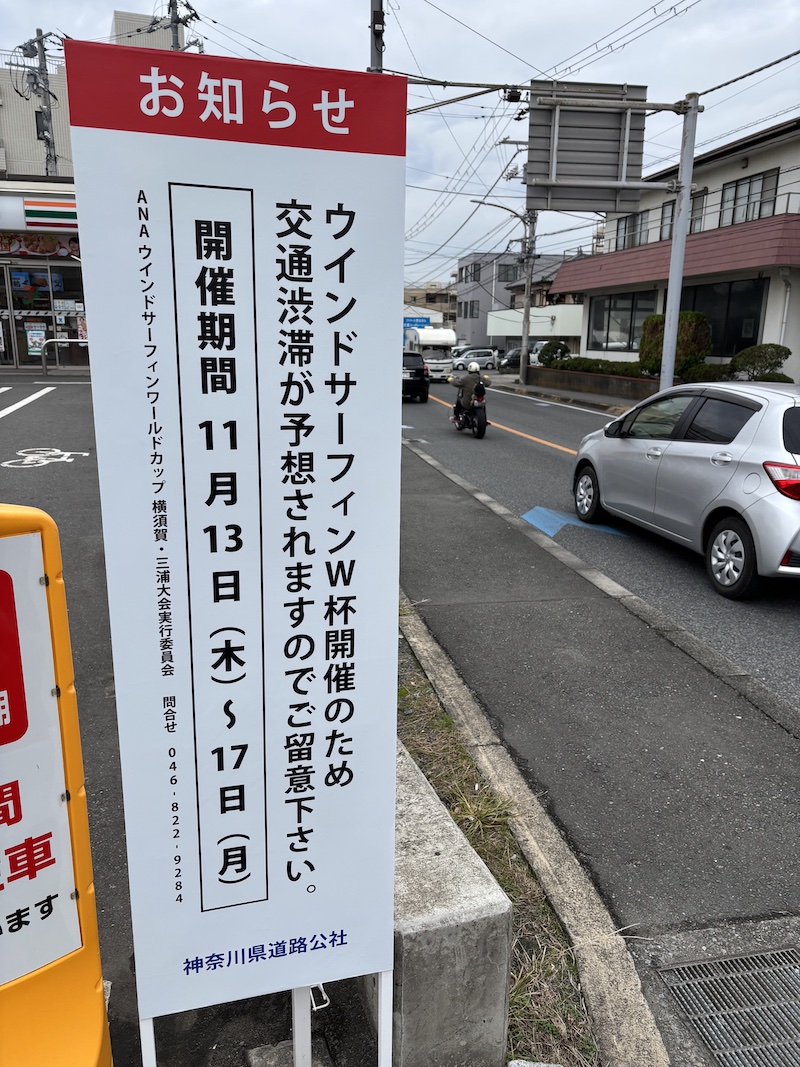 お知らせ
ウインドサーフィンW杯開催のため
交通渋滞が予想されますのでご留意下さい。
開催期間 11月13日(木)～17日(月)
ANAウインドサーフィンワールドカップ 横須賀・三浦大会実行委員会 問合せ 046-822-9284
神奈川県道路公社
間
車
います